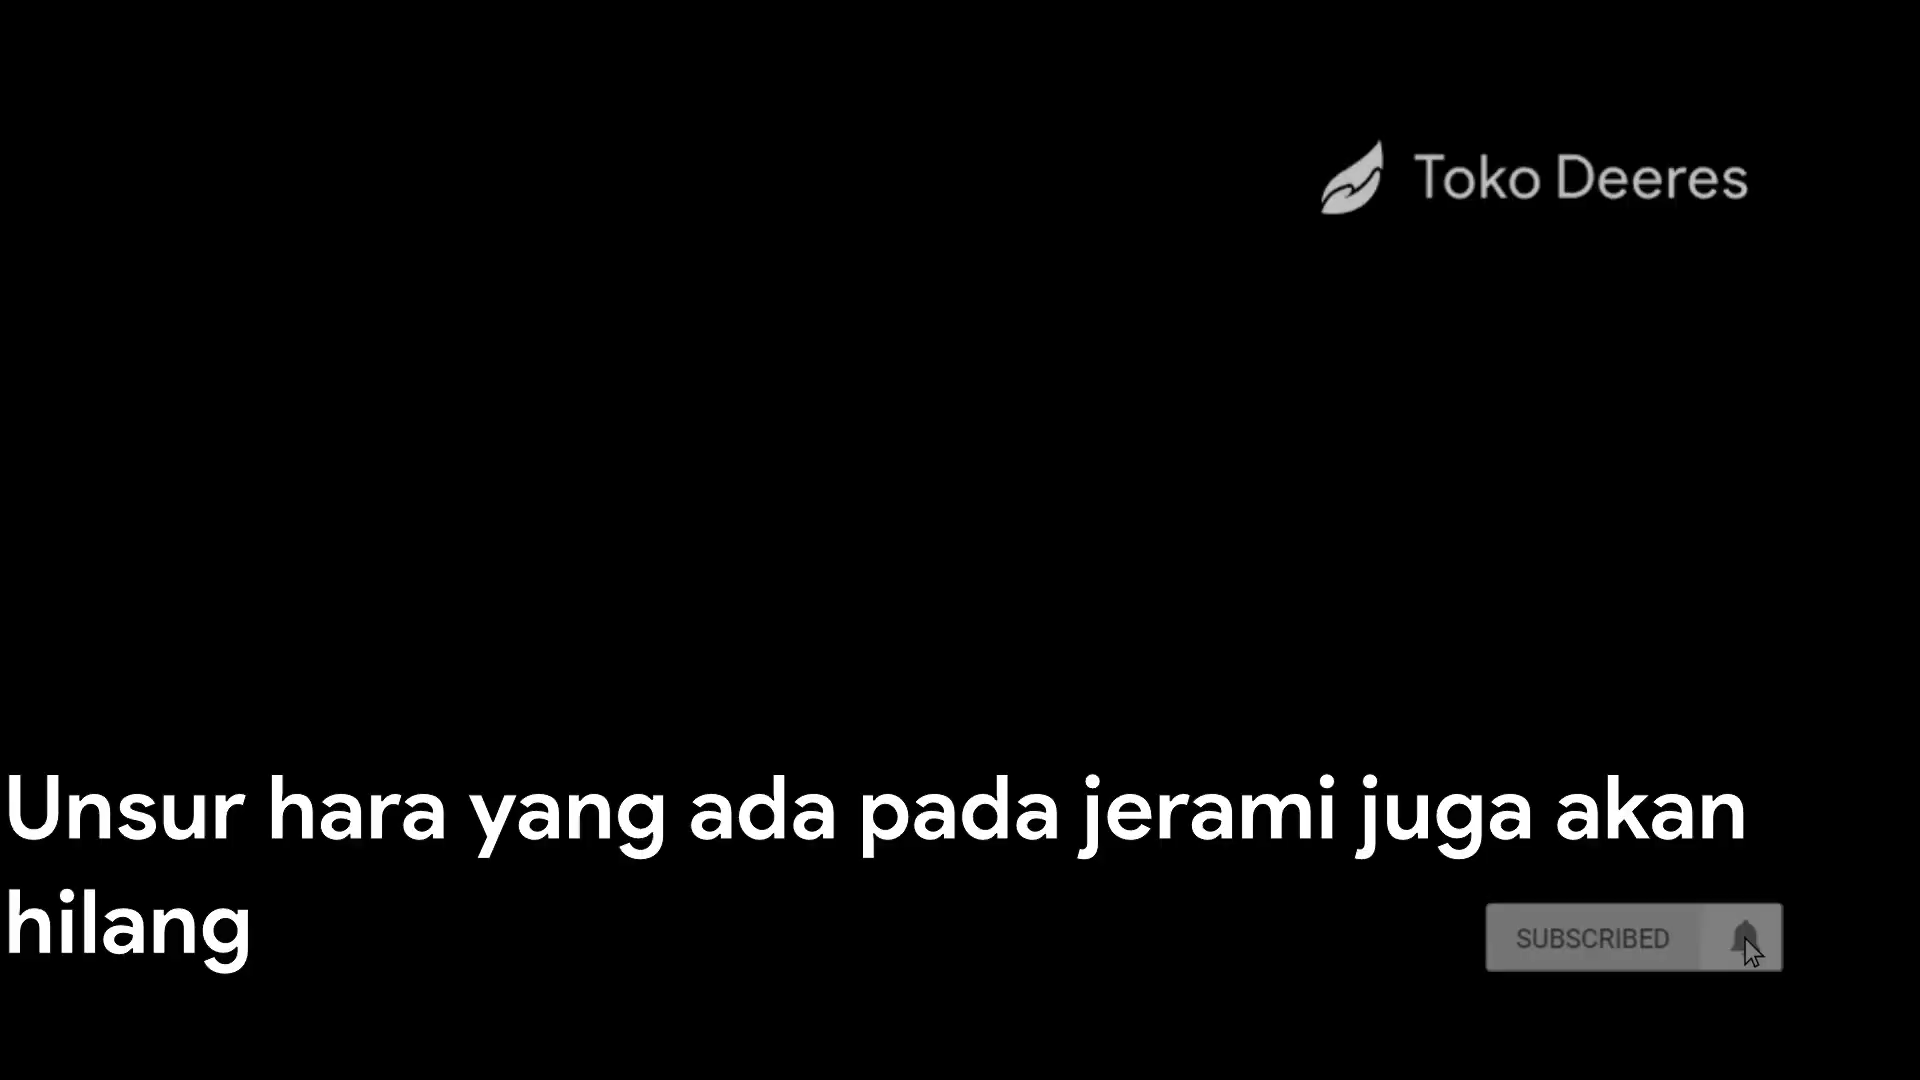 Toko Deeres
Unsur hara yang ada pada jerami juga akan
hilang
SUBSCRIBED